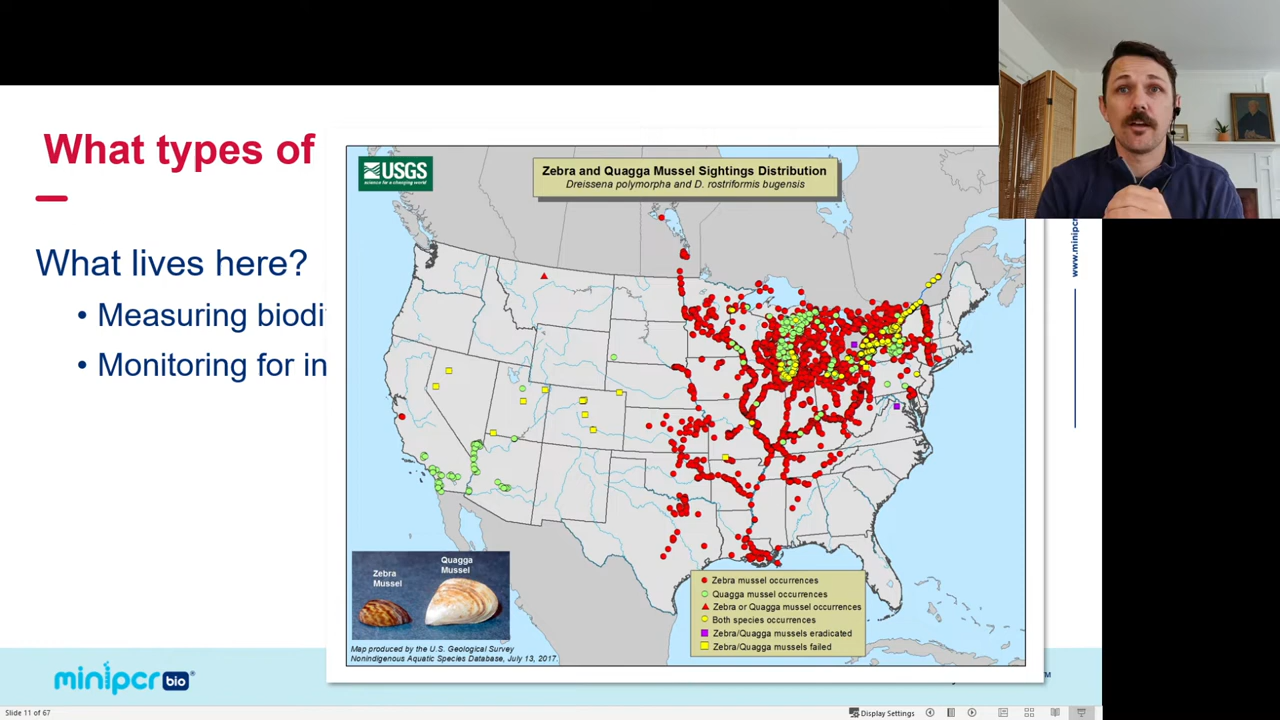 What types of
What lives here?
• Measuring biodi
• Monitoring for in
USGS
science for a changing world
Zebra and Quagga Mussel Sightings Distribution
Dreissena polymorpha and D. rostriformis bugensis
Zebra
Mussel
Quagga
Mussel
Zebra mussel occurrences
Quagga mussel occurrences
Zebra or Quagga mussel occurrences
Both species occurrences
Zebra/Quagga mussels eradicated
Zebra/Quagga mussels failed
Map produced by the U.S. Geological Survey
Nonindigenous Aquatic Species Database, July 13, 2017.
www.minipc
minipcr bio®
TM
Slide 11 of 67
Display Settings